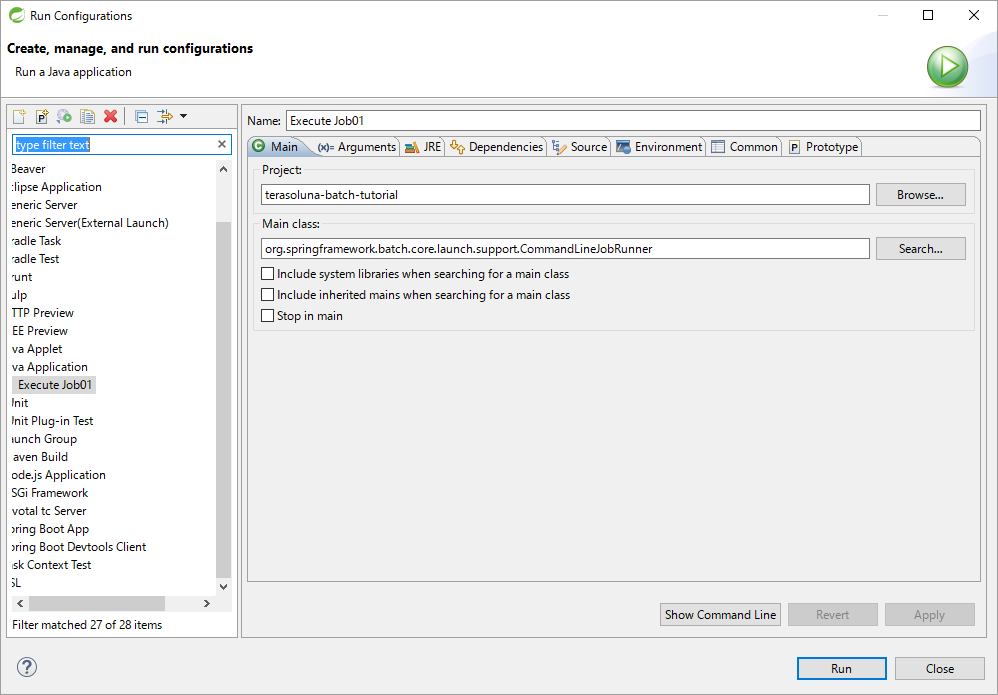 Run Configurations
Create, manage, and run configurations
Run a Java application
type filter text
Beaver
clipse Application
eneric Server
eneric Server(External Launch)
radle Task
radle Test
runt
ulp
TTP Preview
EE Preview
va Applet
va Application
Execute Job01
Unit
Unit Plug-in Test
aunch Group
aven Build
ode.js Application
SGi Framework
votal tc Server
pring Boot App
pring Boot Devtools Client
ask Context Test
SL
Filter matched 27 of 28 items
Name: Execute Job01
Main (x)= Arguments JRE Dependencies Source Environment Common P Prototype
Project:
terasoluna-batch-tutorial Browse...
Main class:
org.springframework.batch.core.launch.support.CommandLineJobRunner Search...
Include system libraries when searching for a main class
Include inherited mains when searching for a main class
Stop in main
Show Command Line Revert Apply
Run Close